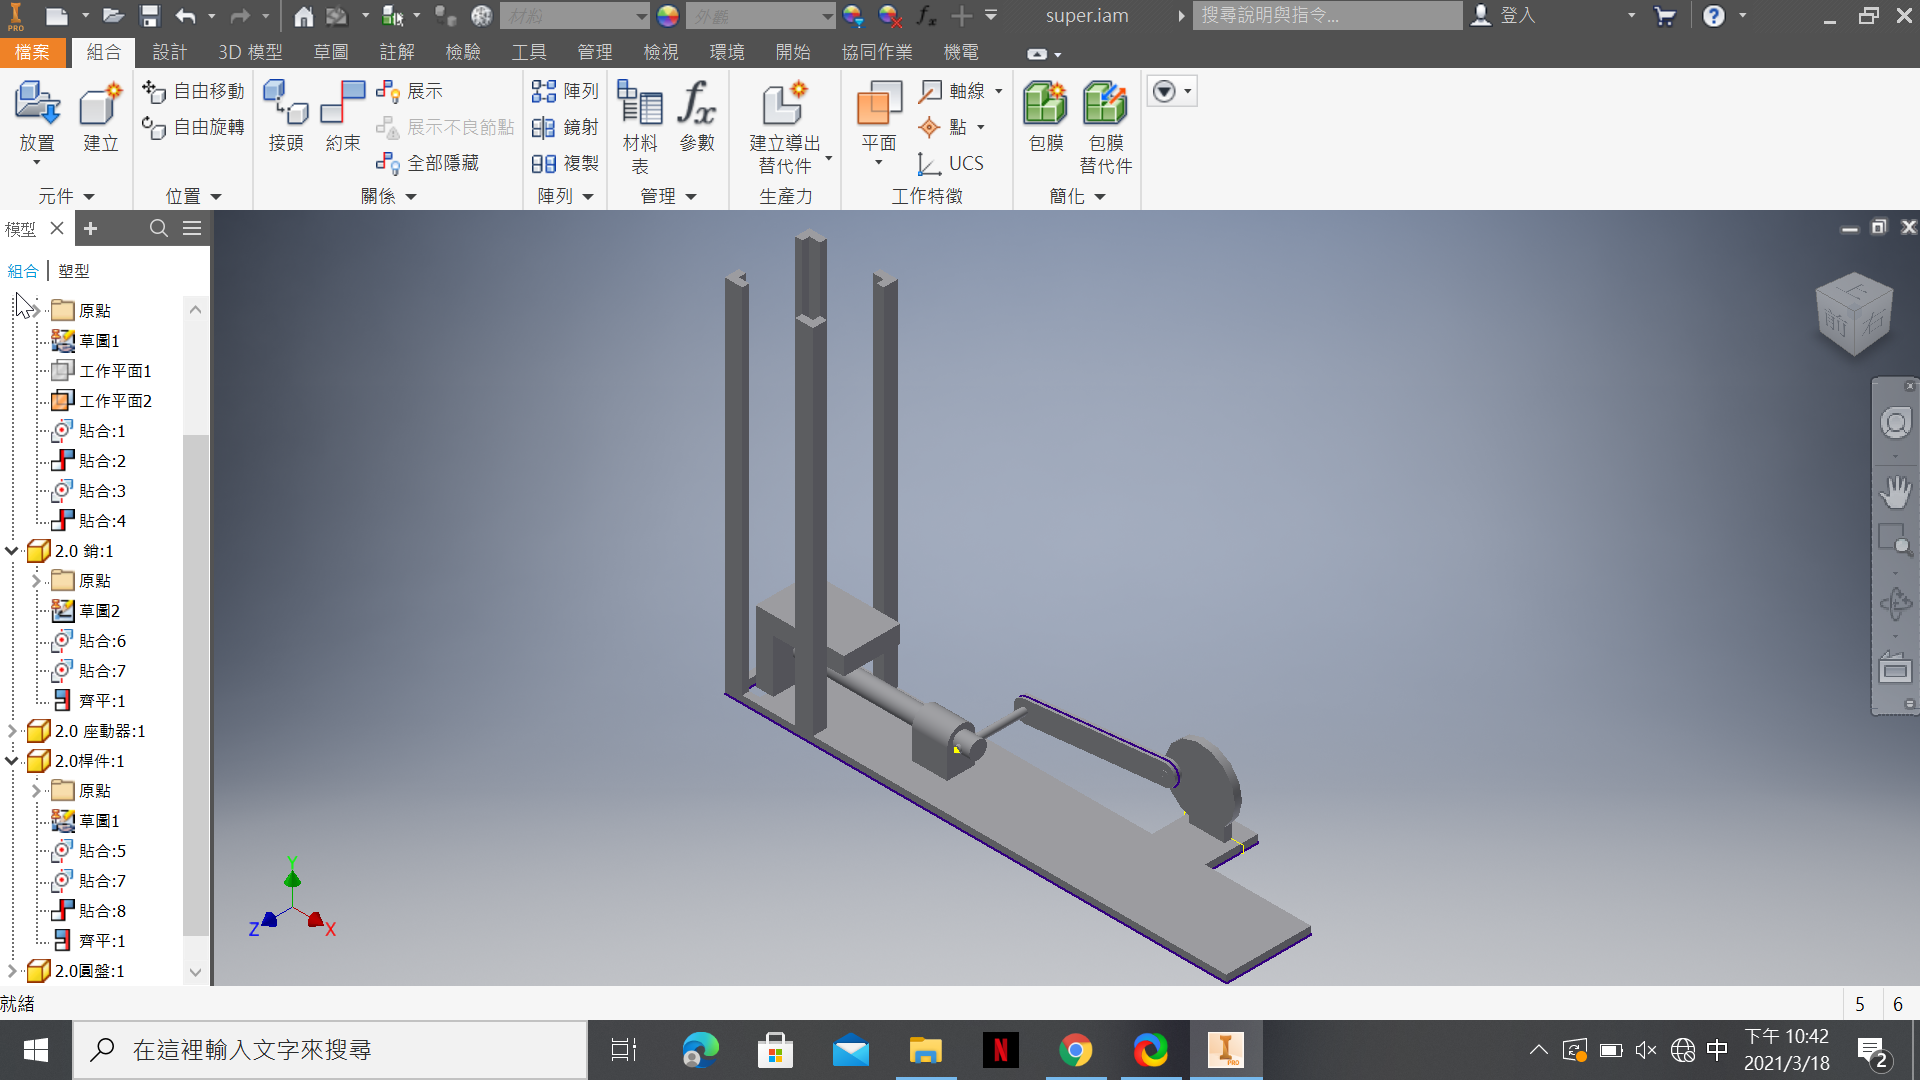 PRO
材料
外觀
super.iam
搜尋說明與指令...
登入
檔案
組合
設計
3D 模型
草圖
註解
檢驗
工具
管理
檢視
環境
開始
協同作業
機電
放置
建立
自由移動
自由旋轉
接頭
約束
展示
展示不良節點
全部隱藏
陣列
鏡射
複製
材料
表
參數
建立導出
替代件
平面
軸線
點
UCS
包膜
包膜
替代件
元件
位置
關係
陣列
管理
生產力
工作特徵
簡化
模型
組合
塑型
原點
草圖1
工作平面1
工作平面2
貼合:1
貼合:2
貼合:3
貼合:4
2.0 銷:1
原點
草圖2
貼合:6
貼合:7
齊平:1
2.0 座動器:1
2.0桿件:1
原點
草圖1
貼合:5
貼合:7
貼合:8
齊平:1
2.0圓盤:1
上
前
右
Y
Z
X
就緒
5
6
在這裡輸入文字來搜尋
N
PRO
中
下午 10:42
2021/3/18
2